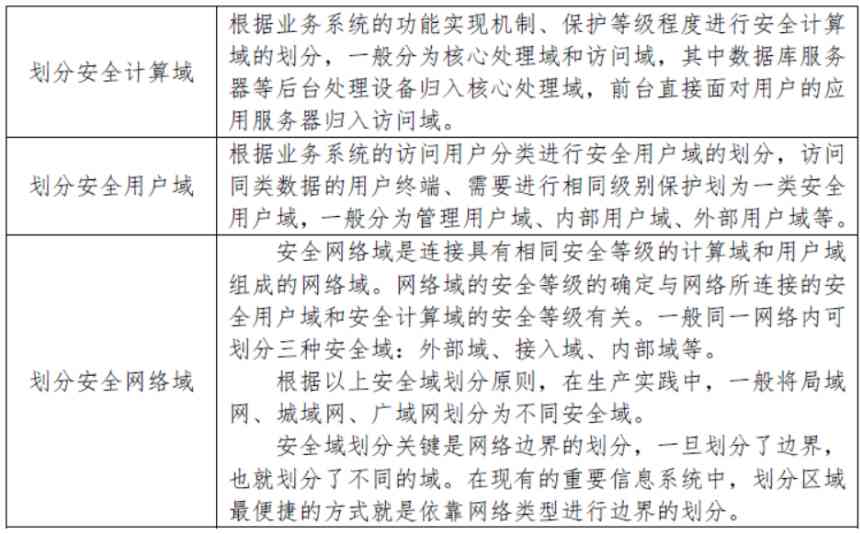 划分安全计算域
根据业务系统的功能实现机制、保护等级程度进行安全计算
域的划分，一般分为核心处理域和访问域，其中数据库服务
器等后台处理设备归入核心处理域，前台直接面对用户的应
用服务器归入访问域。
划分安全用户域
根据业务系统的访问用户分类进行安全用户域的划分，访问
同类数据的用户终端、需要进行相同级别保护划为一类安全
用户域，一般分为管理用户域、内部用户域、外部用户域等。
划分安全网络域
安全网络域是连接具有相同安全等级的计算域和用户域
组成的网络域。网络域的安全等级的确定与网络所连接的安
全用户域和安全计算域的安全等级有关。一般同一网络内可
划分三种安全域：外部域、接入域、内部域等。
根据以上安全域划分原则，在生产实践中，一般将局域
网、城域网、广域网划分为不同安全域。
安全域划分关键是网络边界的划分，一旦划分了边界，
也就划分了不同的域。在现有的重要信息系统中，划分区域
最便捷的方式就是依靠网络类型进行边界的划分。